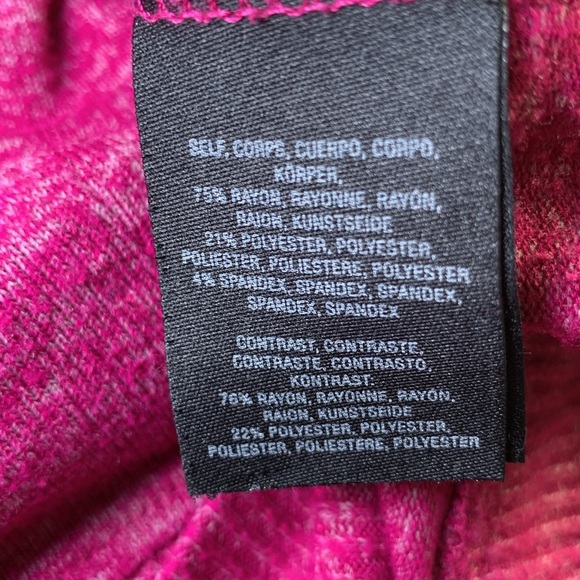 SELF, CORPS, CUERPO, CORPO,
KÖRPER,
75% RAYON, RAYONNE, RAYÓN,
RAION, KUNSTSEIDE
21% POLYESTER, POLYESTER,
POLIESTER, POLIESTERE, POLYESTER
4% SPANDEX, SPANDEX, SPANDEX,
SPANDEX, SPANDEX
CONTRAST, CONTRASTE,
CONTRASTE, CONTRASTO,
KONTRAST:
76% RAYON, RAYONNE, RAYÓN,
RAION, KUNSTSEIDE
22% POLYESTER, POLYESTER,
POLIESTER, POLIESTERE, POLYESTER